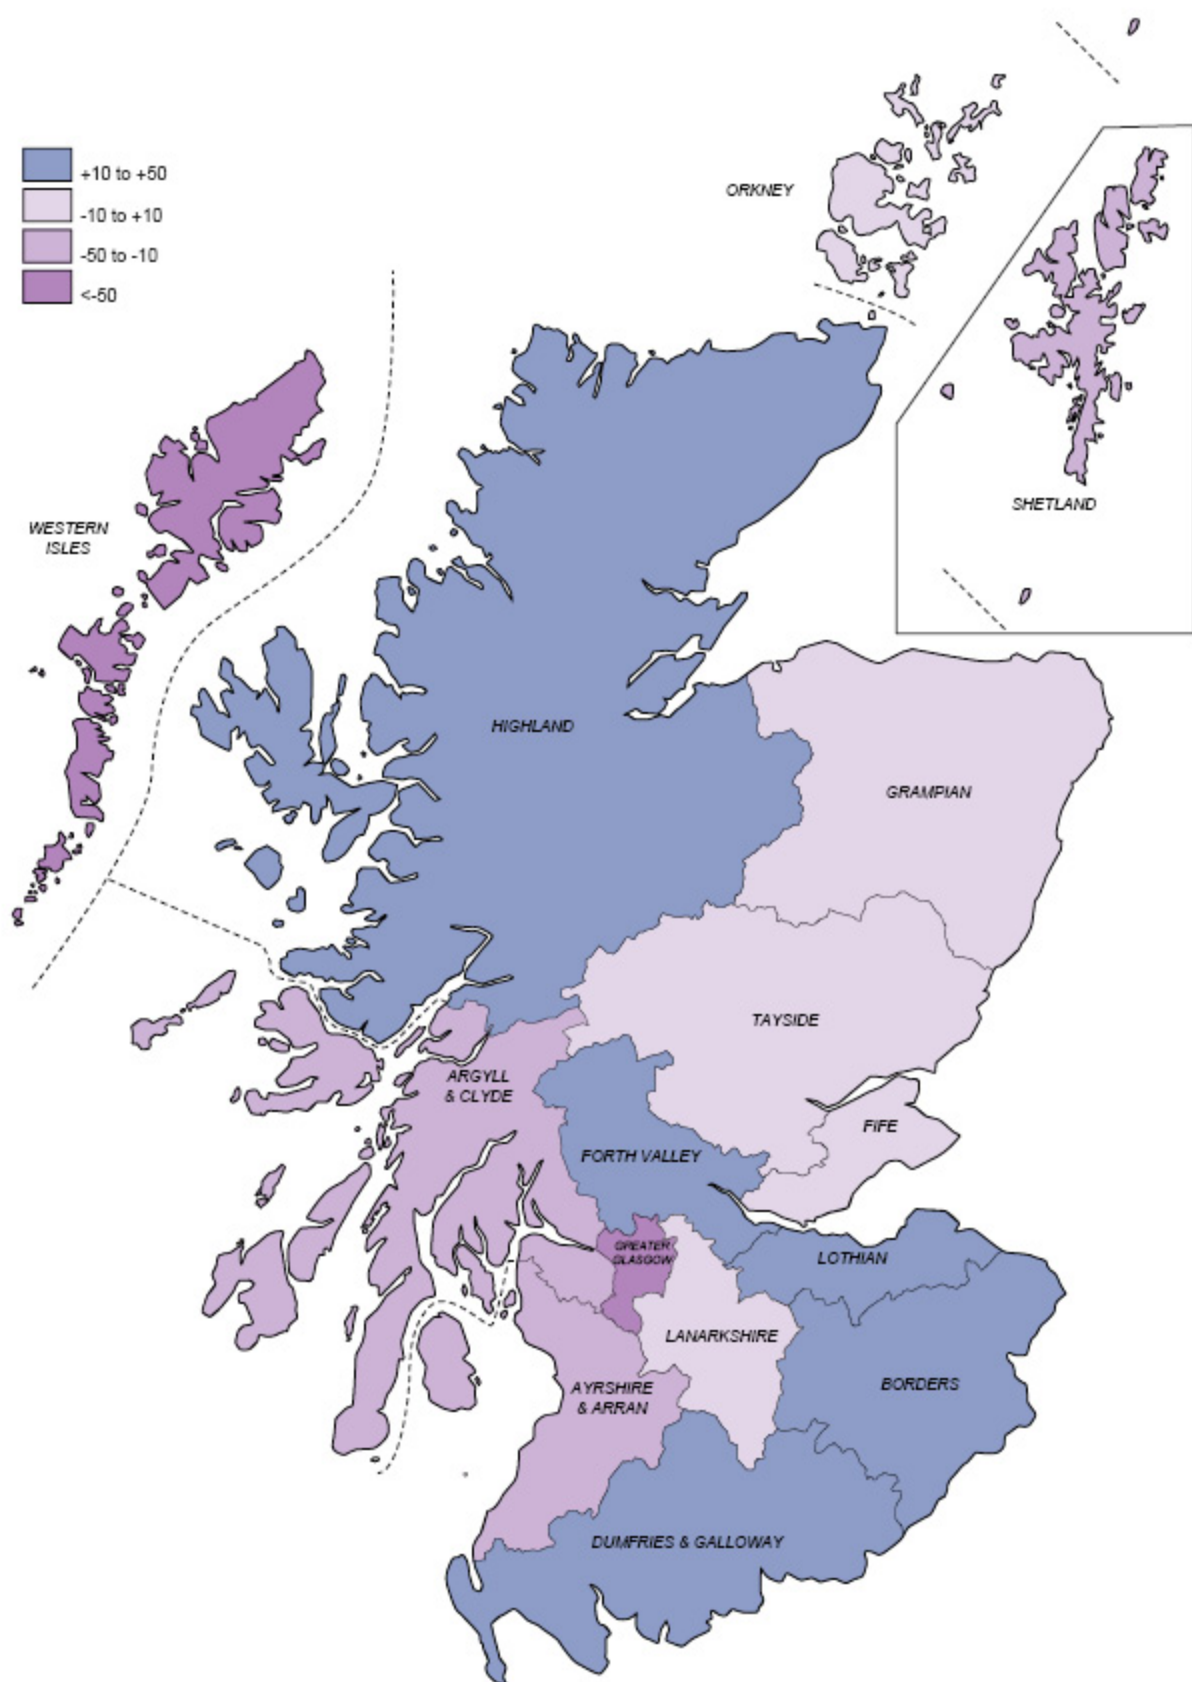 +10 to +50
-10 to +10
-50 to -10
<-50
ORKNEY
SHETLAND
WESTERN
ISLES
HIGHLAND
GRAMPIAN
TAYSIDE
ARGYLL
& CLYDE
FIFE
FORTH VALLEY
GREATER
GLASGOW
LOTHIAN
LANARKSHIRE
BORDERS
AYRSHIRE
& ARRAN
DUMFRIES & GALLOWAY